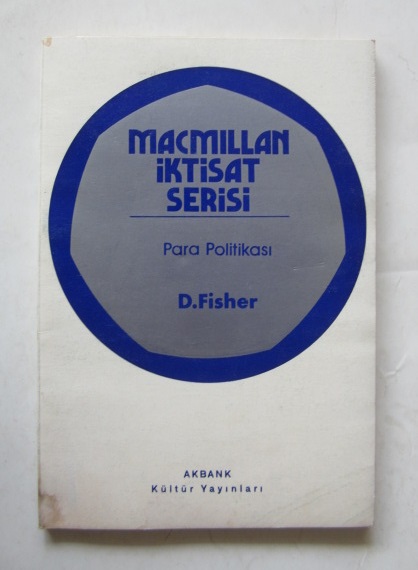 MACMILLAN
İKTİSAT
SERİSİ
Para Politikası
D.Fisher
AKBANK
Kültür Yayınları